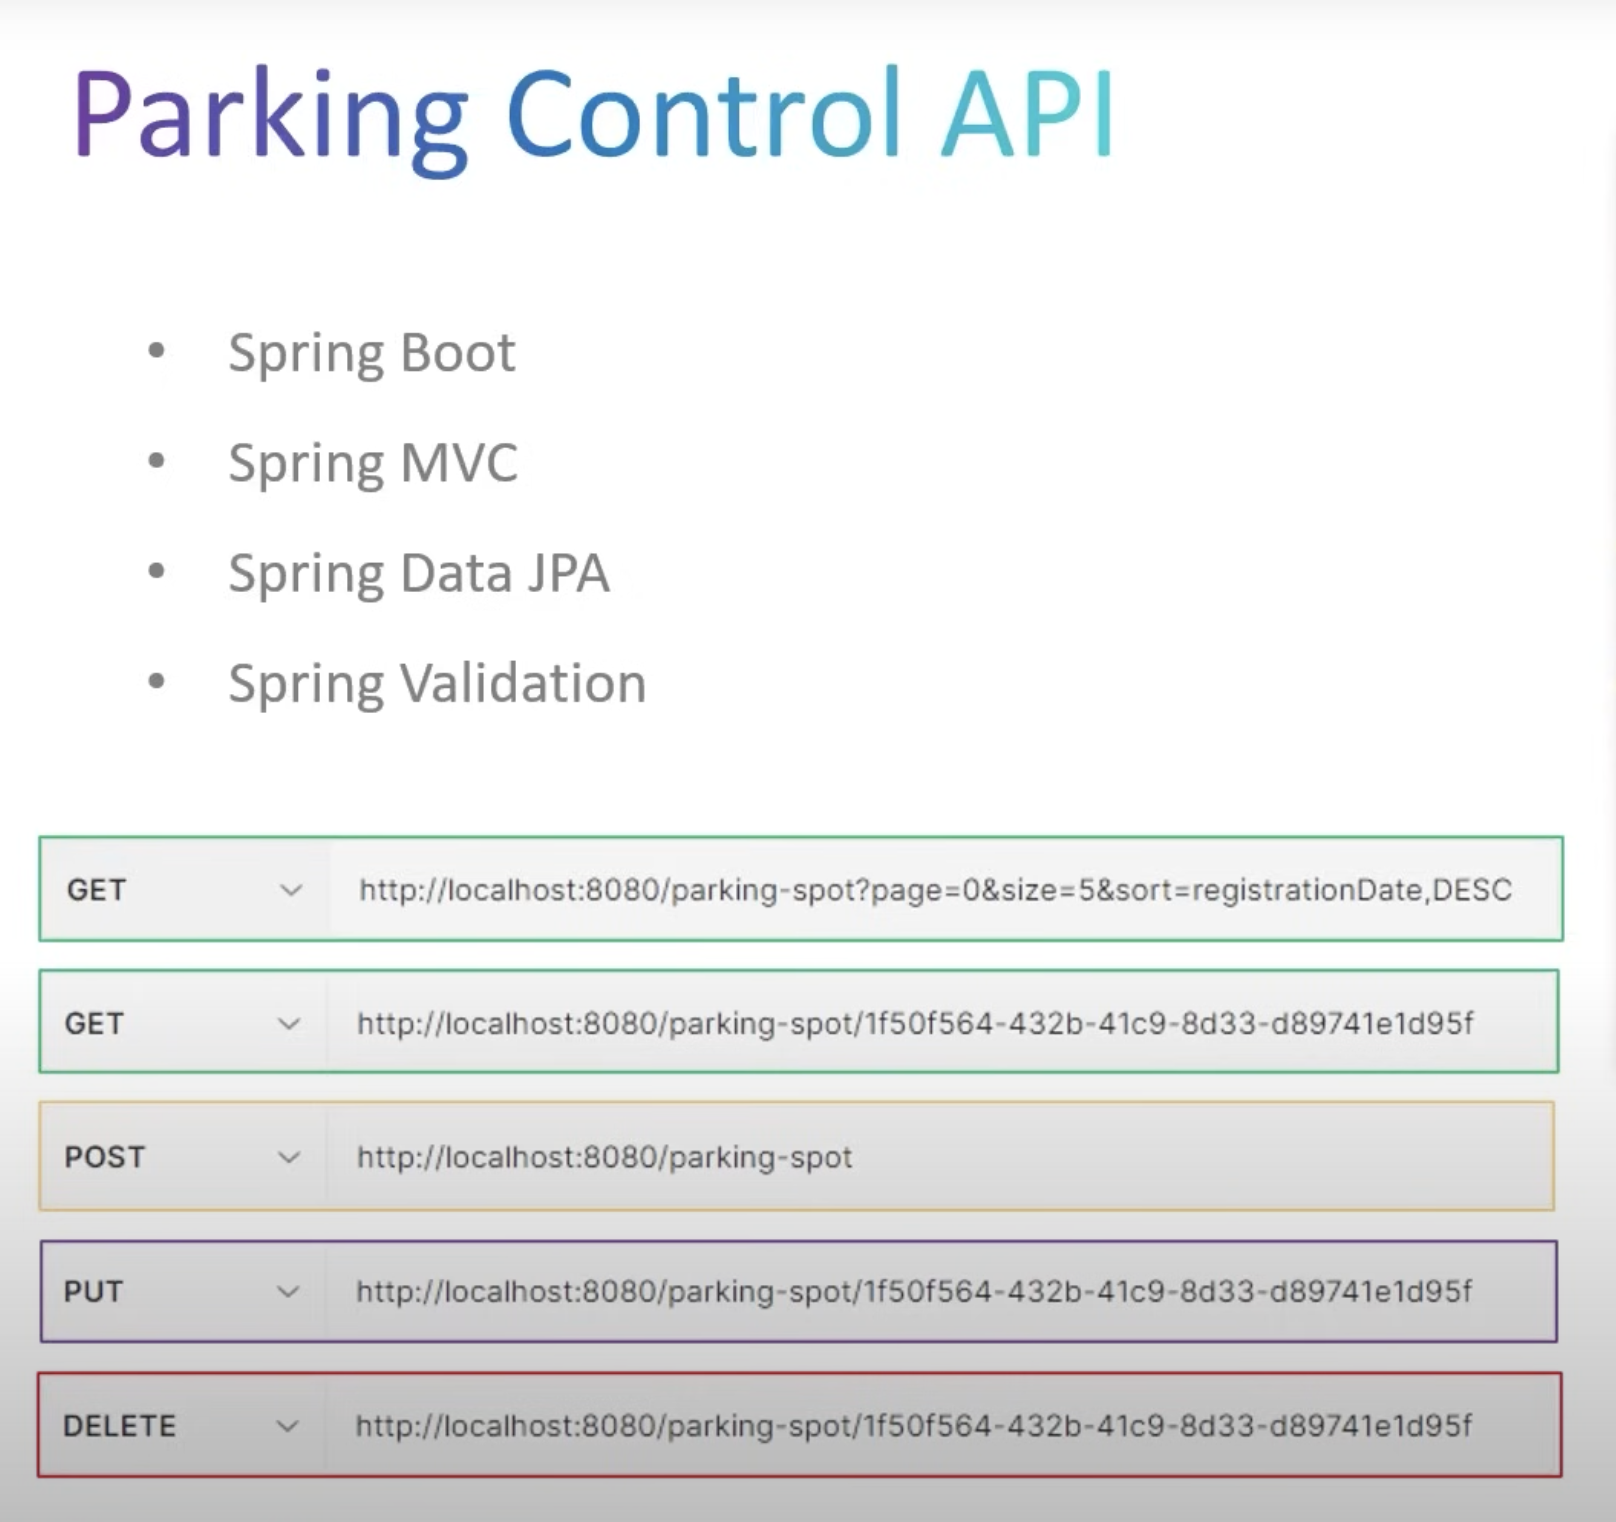 Parking Control API
• Spring Boot
• Spring MVC
• Spring Data JPA
• Spring Validation
GET http://localhost:8080/parking-spot?page=0&size=5&sort=registrationDate,DESC
GET http://localhost:8080/parking-spot/1f50f564-432b-41c9-8d33-d89741e1d95f
POST http://localhost:8080/parking-spot
PUT http://localhost:8080/parking-spot/1f50f564-432b-41c9-8d33-d89741e1d95f
DELETE http://localhost:8080/parking-spot/1f50f564-432b-41c9-8d33-d89741e1d95f